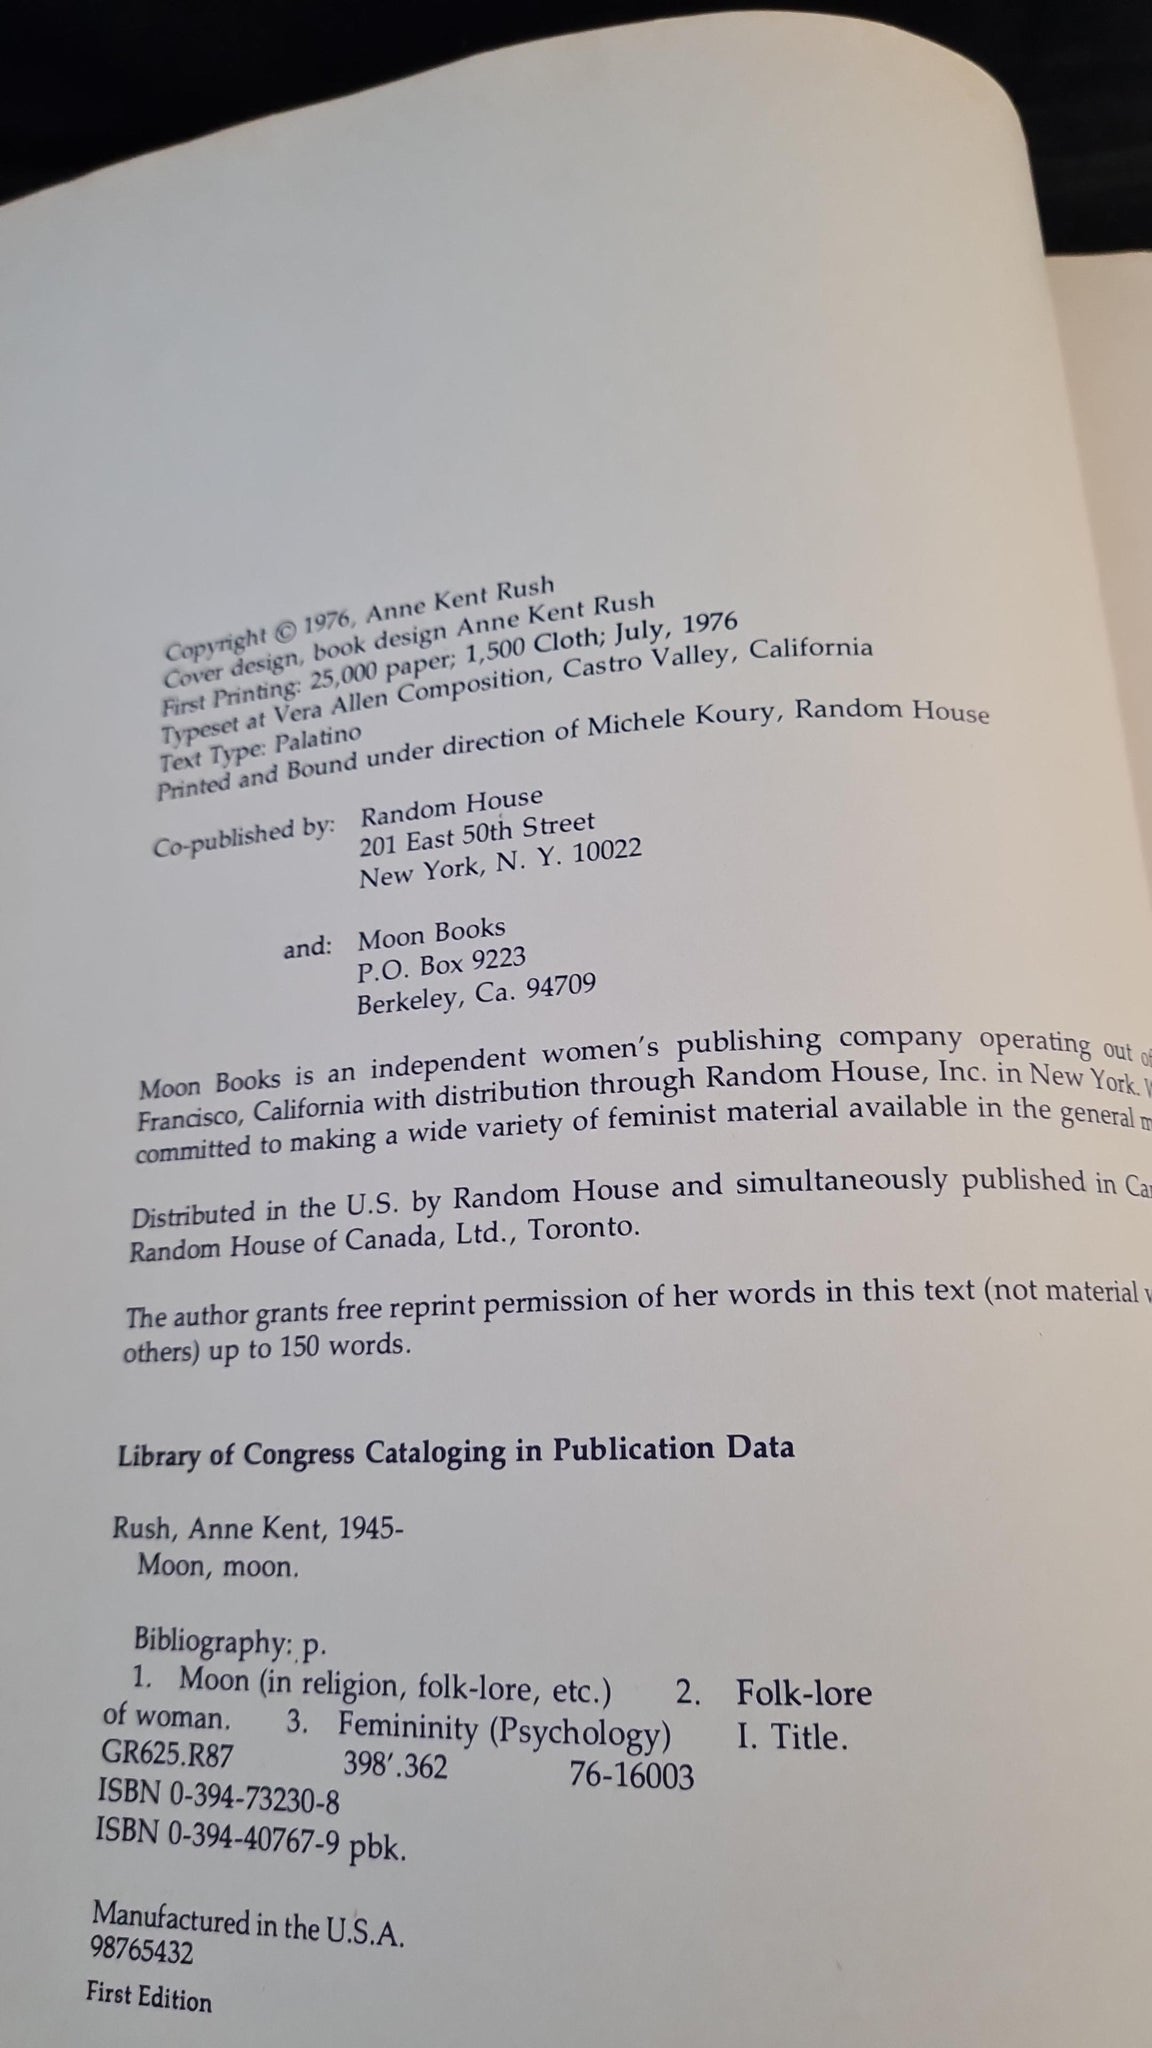 Copyright © 1976, Anne Kent Rush
Cover design, book design Anne Kent Rush
First Printing: 25,000 paper; 1,500 Cloth; July, 1976
Typeset at Vera Allen Composition, Castro Valley, California
Text Type: Palatino
Printed and Bound under direction of Michele Koury, Random House
Co-published by: Random House
201 East 50th Street
New York, N. Y. 10022
and: Moon Books
P.O. Box 9223
Berkeley, Ca. 94709
Moon Books is an independent women's publishing company operating out
Francisco, California with distribution through Random House, Inc. in New York.
committed to making a wide variety of feminist material available in the general
Distributed in the U.S. by Random House and simultaneously published in
Random House of Canada, Ltd., Toronto.
The author grants free reprint permission of her words in this text (not material
others) up to 150 words.
Library of Congress Cataloging in Publication Data
Rush, Anne Kent, 1945-
Moon, moon.
Bibliography: p.
1. Moon (in religion, folk-lore, etc.) 2. Folk-lore
of woman. 3. Femininity (Psychology) I. Title.
GR625.R87 398'.362 76-16003
ISBN 0-394-73230-8
ISBN 0-394-40767-9 pbk.
Manufactured in the U.S.A.
98765432
First Edition